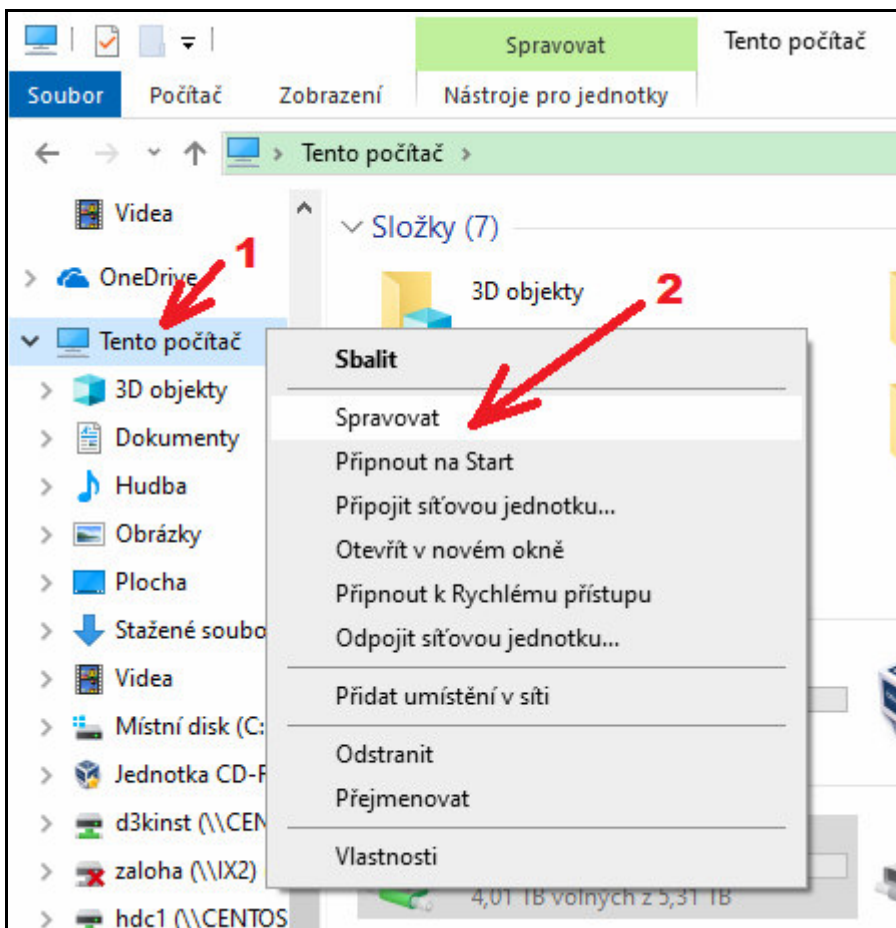 Spravovat
Tento počítač
Soubor
Počítač
Zobrazení
Nástroje pro jednotky
Tento počítač
Videa
Složky (7)
1
OneDrive
3D objekty
2
Tento počítač
Sbalit
3D objekty
Spravovat
Dokumenty
Připnout na Start
Hudba
Připojit síťovou jednotku...
Obrázky
Otevřít v novém okně
Plocha
Připnout k Rychlému přístupu
Stažené soubo
Odpojit síťovou jednotku...
Videa
Přidat umístění v síti
Místní disk (C:
Odstranit
Jednotka CD-R
Přejmenovat
d3kinst (\\CEN
Vlastnosti
zaloha (\\IX2)
4,01 TB volných z 5,31 TB
hdc1 (\\CENTOS